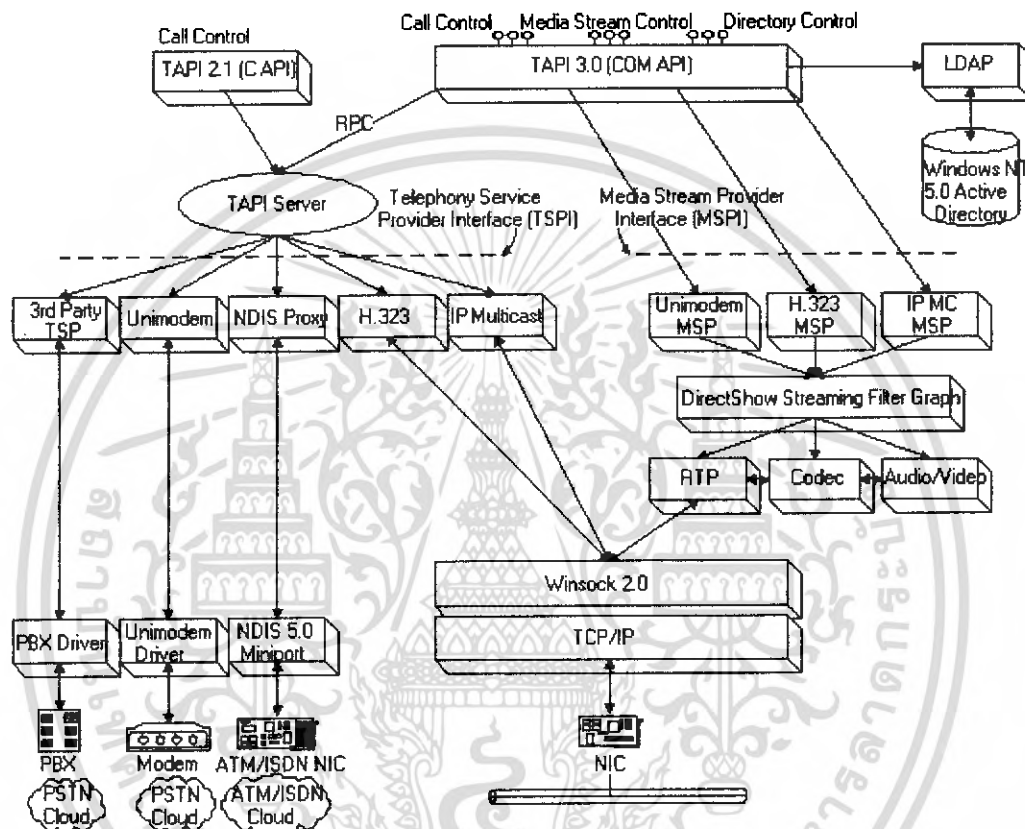 Call Control Media Stream Control Directory Control
Call Control
TAPI 2.1 (C API)
TAPI 3.0 (COM API)
LDAP
RPC
Windows NT
5.0 Active
Directory
TAPI Server
Telephony Service
Provider Interface (TSPI)
Media Stream Provider
Interface (MSPI)
3rd Party
TSP
Unimodem
NDIS Proxy
H.323
IP Multicast
Unimodem
MSP
H.323
MSP
IP MC
MSP
DirectShow Streaming Filter Graph
RTP
Codec
Audio/Video
Winsock 2.0
TCP/IP
PBX Driver
Unimodem
Driver
NDIS 5.0
Miniport
PBX
Modem
ATM/ISDN NIC
NIC
PSTN
Cloud
PSTN
Cloud
ATM/ISDN
Cloud